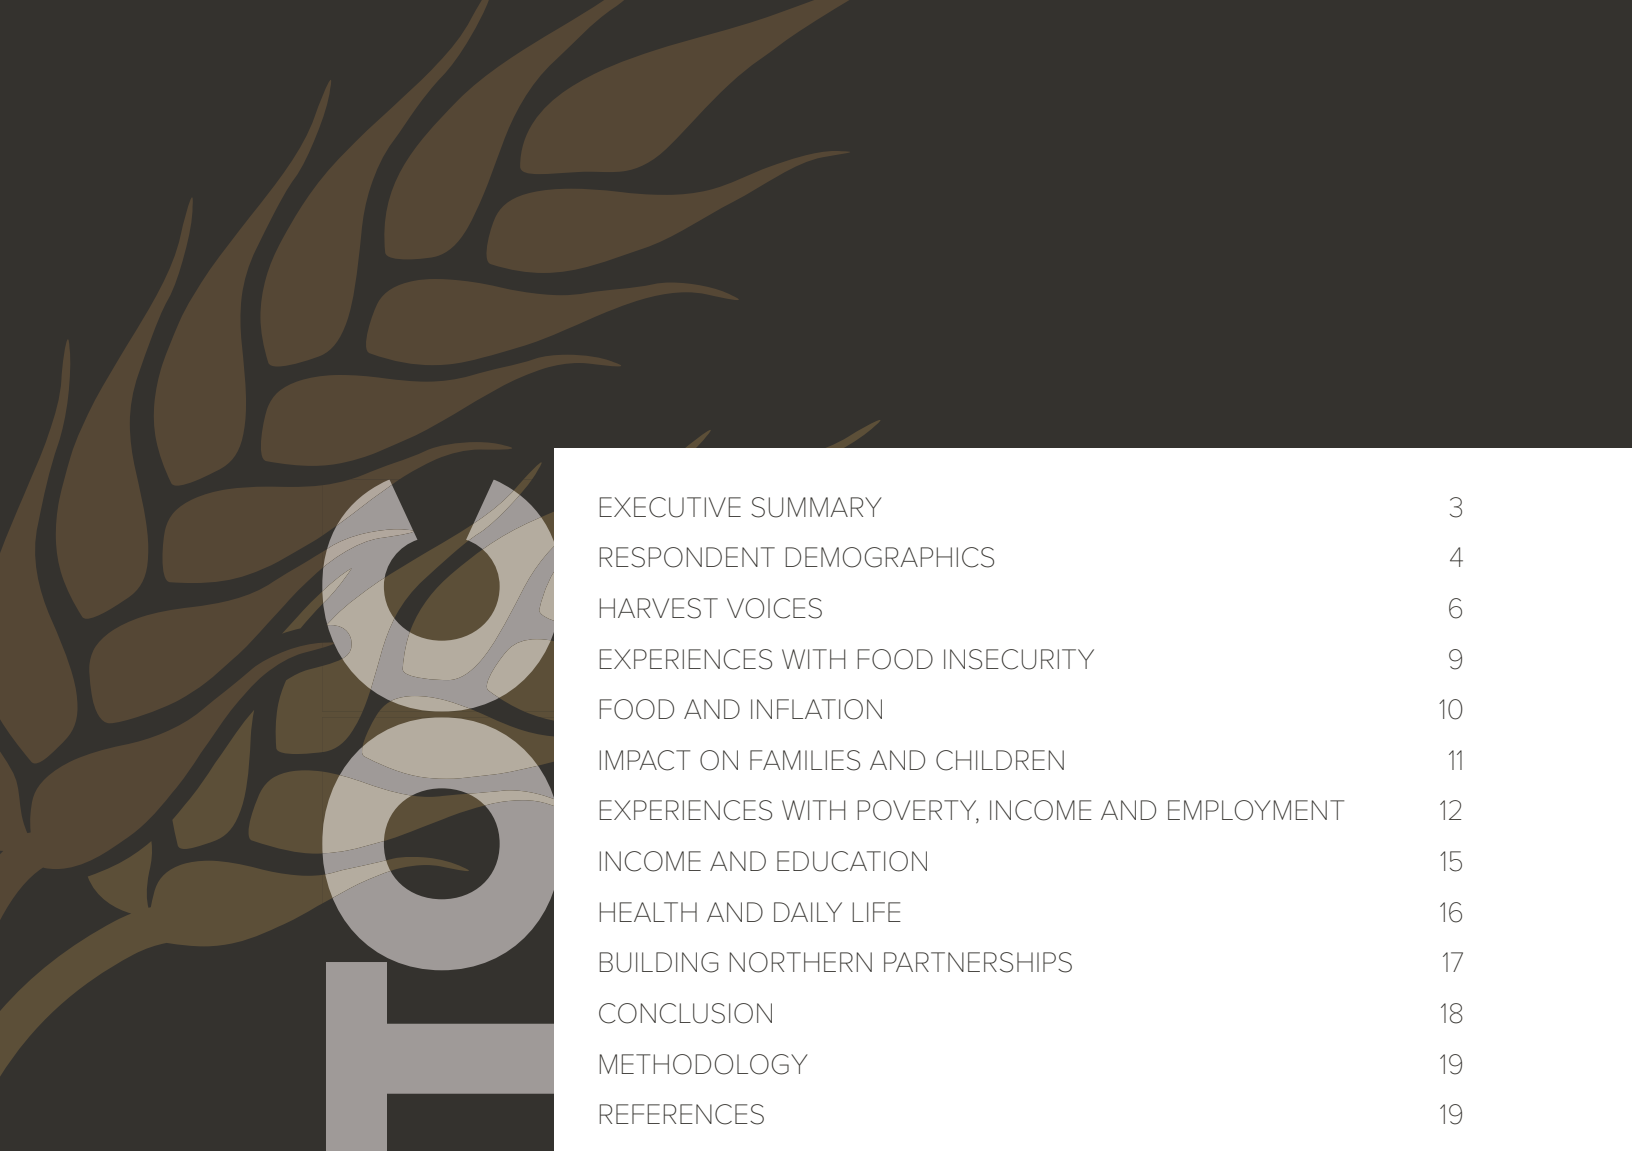 TOC
EXECUTIVE SUMMARY 3
RESPONDENT DEMOGRAPHICS 4
HARVEST VOICES 6
EXPERIENCES WITH FOOD INSECURITY 9
FOOD AND INFLATION 10
IMPACT ON FAMILIES AND CHILDREN 11
EXPERIENCES WITH POVERTY, INCOME AND EMPLOYMENT 12
INCOME AND EDUCATION 15
HEALTH AND DAILY LIFE 16
BUILDING NORTHERN PARTNERSHIPS 17
CONCLUSION 18
METHODOLOGY 19
REFERENCES 19